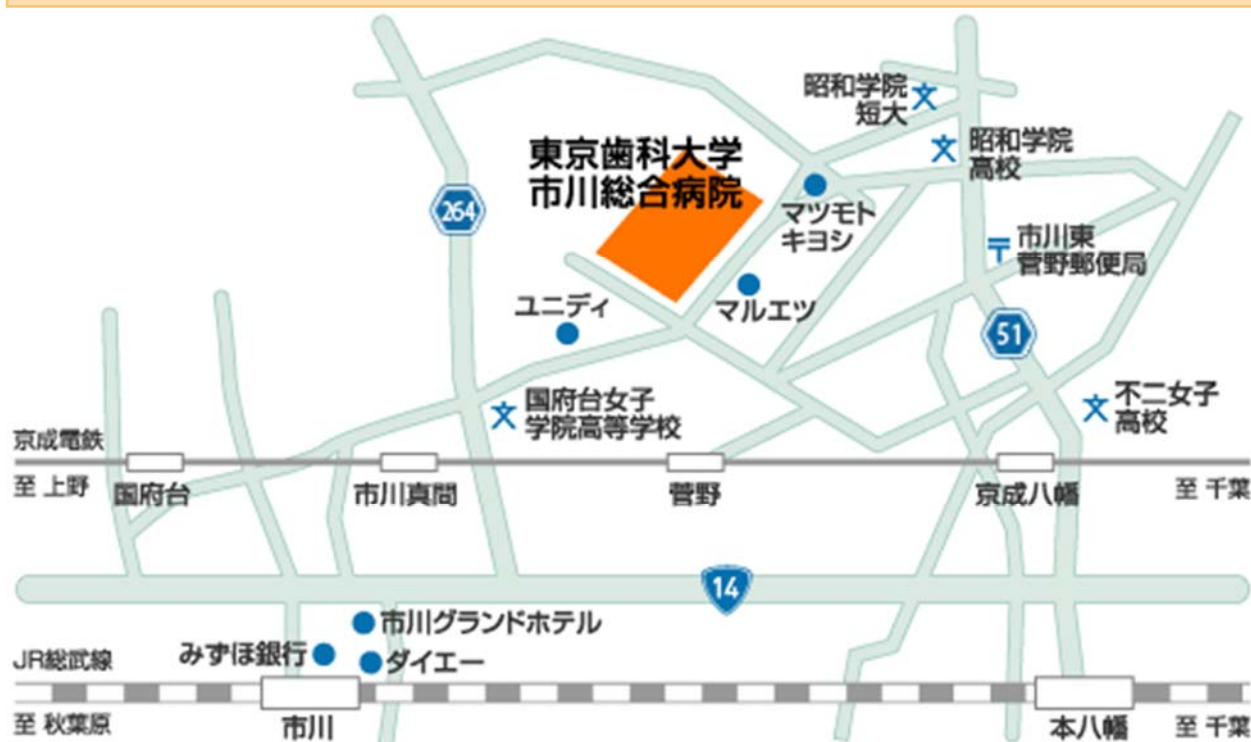 昭和学院
短大
東京歯科大学
市川総合病院
昭和学院
高校
264
マツモト
キヨシ
市川東
菅野郵便局
ユニディ
マルエツ
51
国府台女子
学院高等学校
不二女子
高校
京成電鉄
至 上野
国府台
市川真間
菅野
京成八幡
至 千葉
14
市川グランドホテル
みずほ銀行
ダイエー
JR総武線
至 秋葉原
市川
本八幡
至 千葉